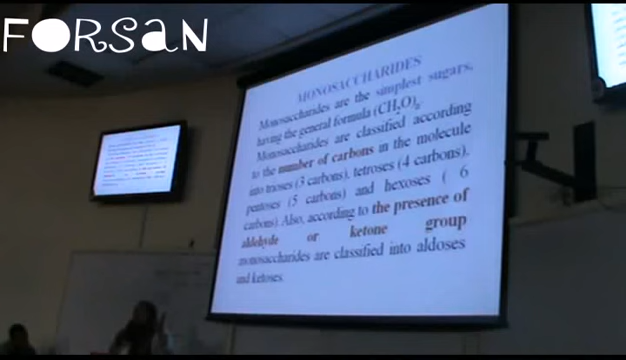 FORSAN
MONOSACCHARIDES
Monosaccharides are the simplest sugars,
having the general formula (CH2O)
Monosaccharides are classified according
to the number of carbons in the molecule
into trioses (3 carbons), tetroses (4 carbons),
pentoses (5 carbons) and hexoses ( 6
carbons). Also, according to the presence of
aldehyde or ketone group
monosaccharides are classified into aldoses
and ketoses.